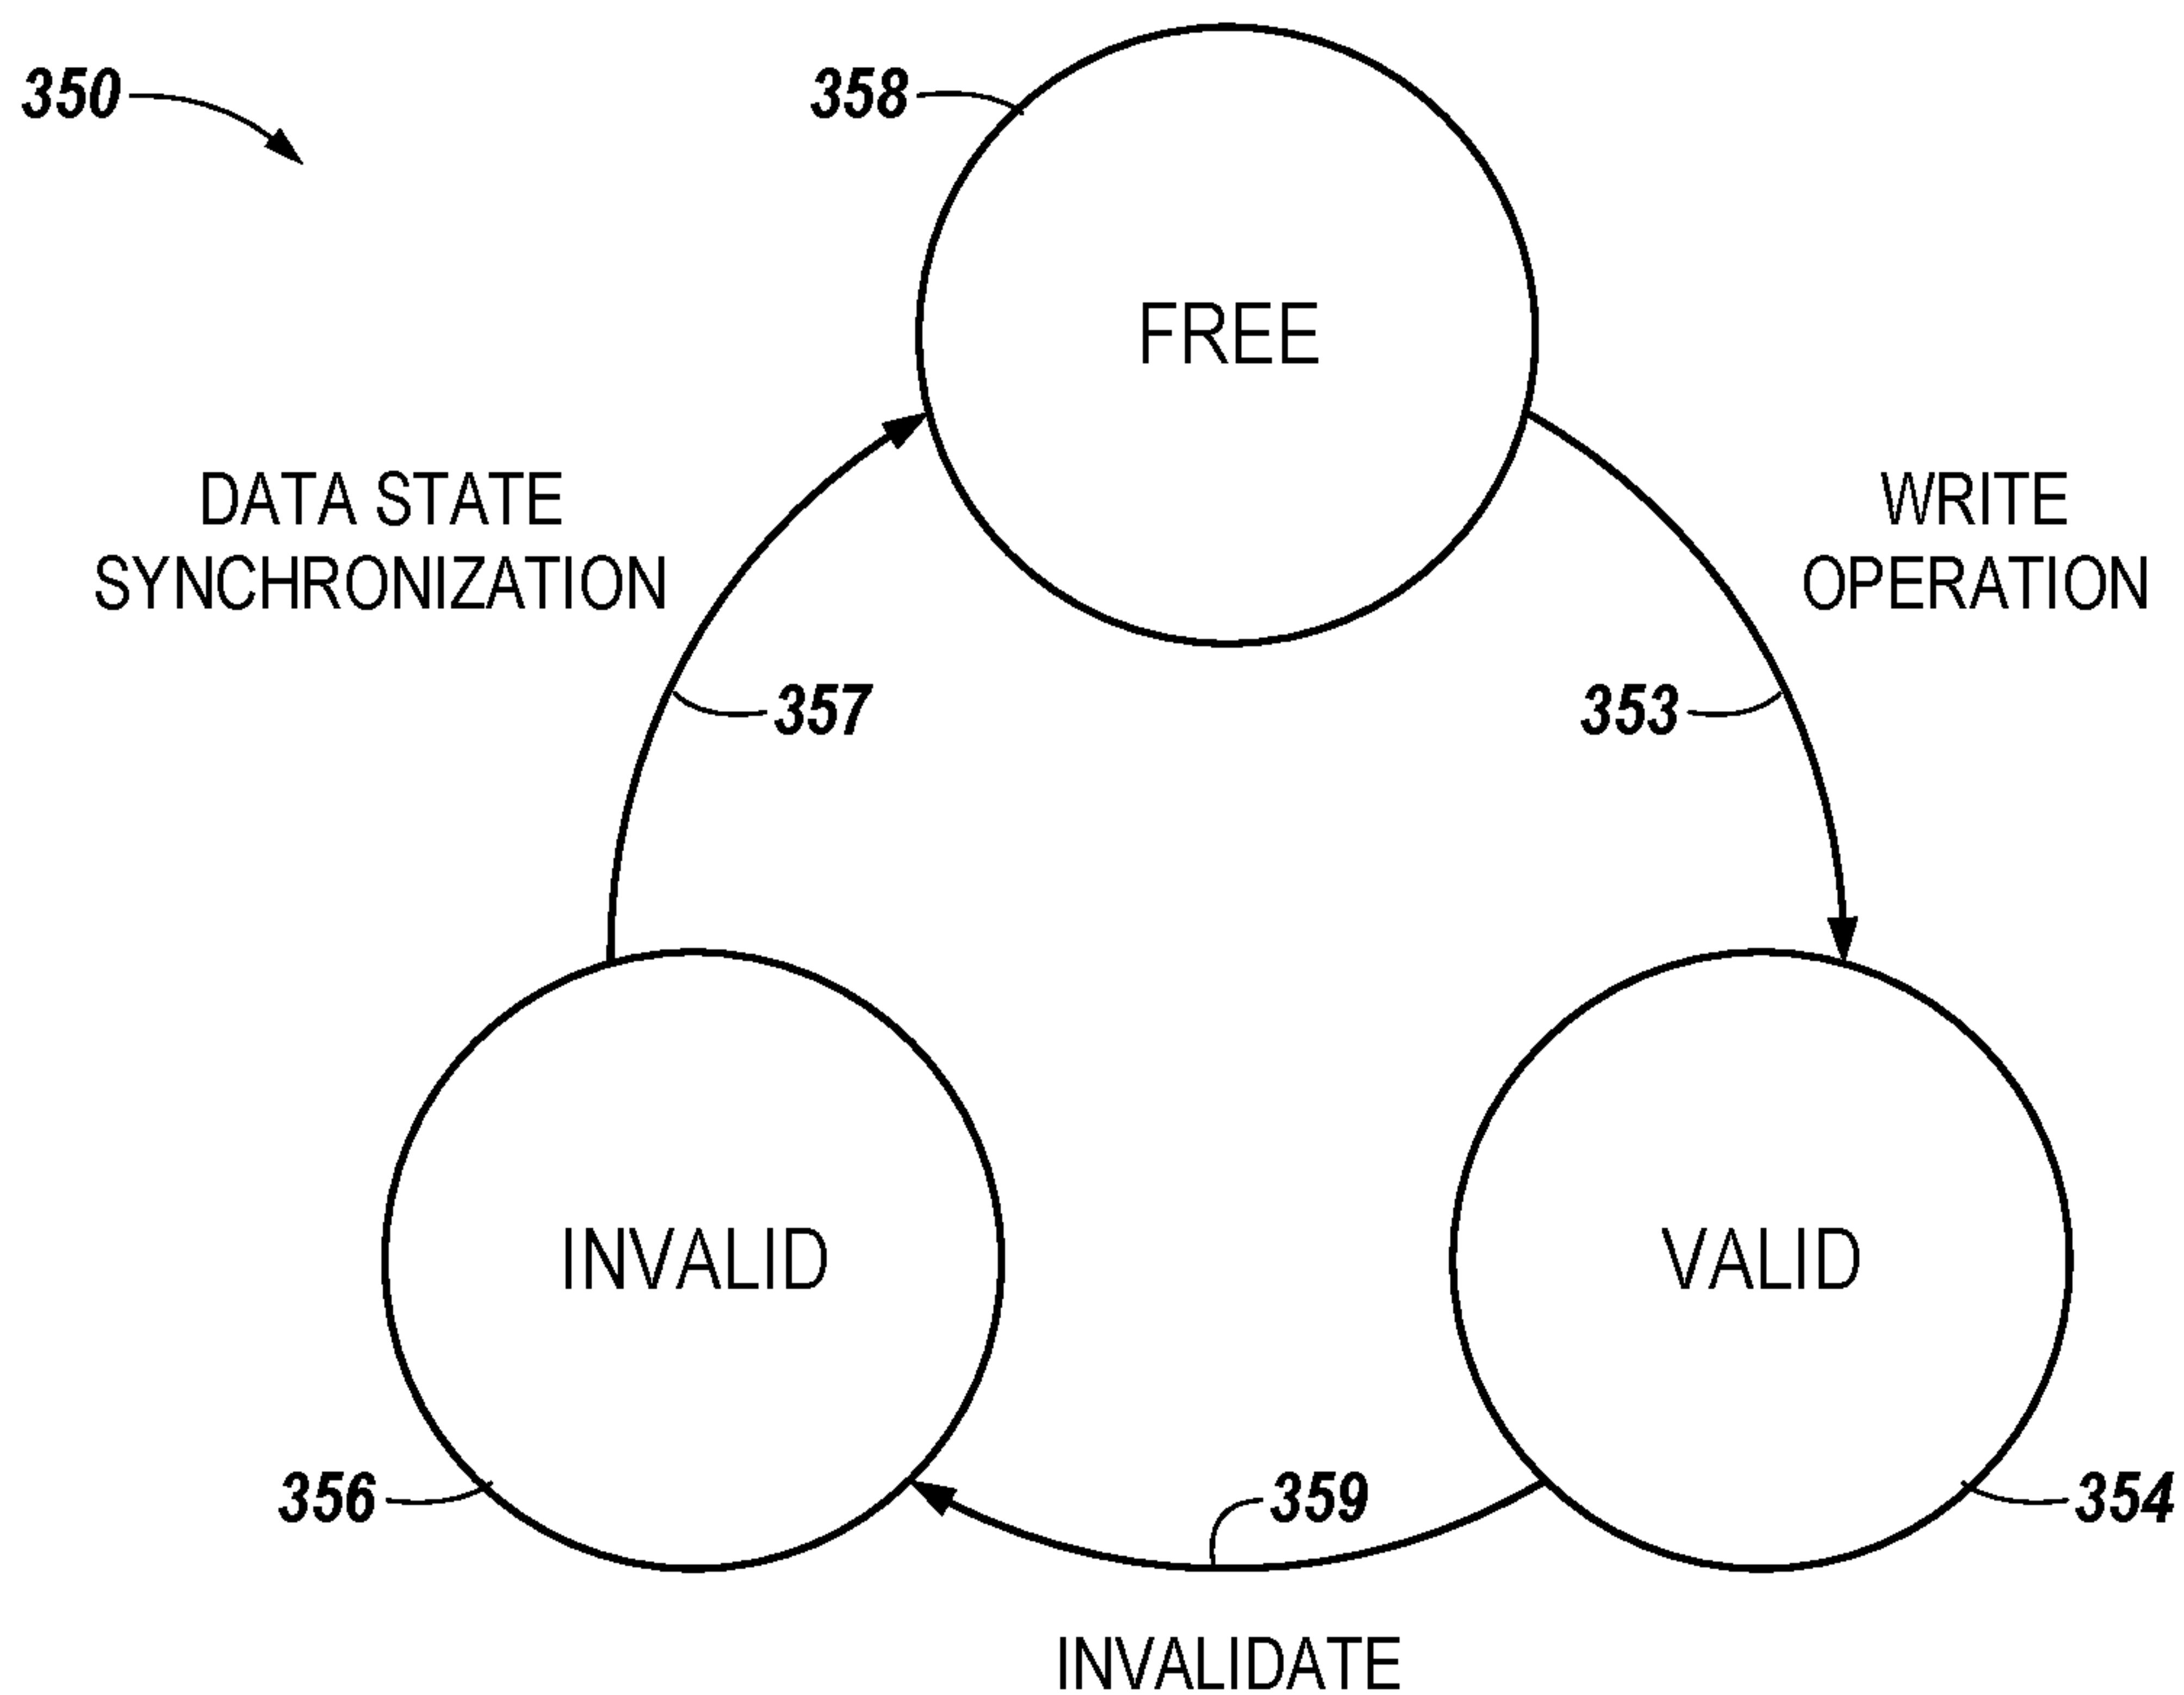 350
358
FREE
DATA STATE
SYNCHRONIZATION
WRITE
OPERATION
357
353
INVALID
VALID
356
359
354
INVALIDATE